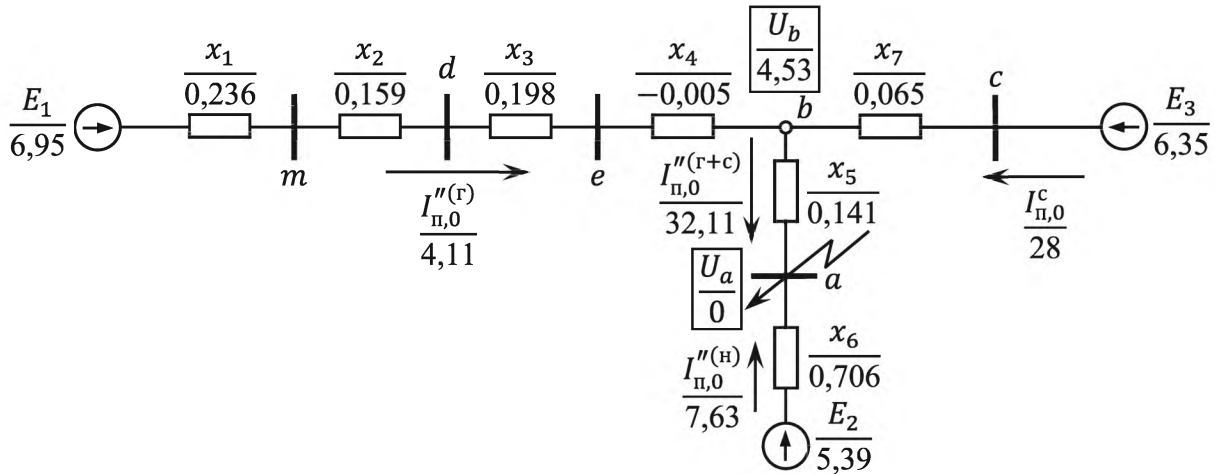 E₁
6,95
x₁
0,236
m
x₂
0,159
d
x₃
0,198
e
I″⁽ᴦ⁾ п,0
4,11
x₄
−0,005
U_b
4,53
b
x₇
0,065
c
E₃
6,35
I^с п,0
28
I″⁽ᴦ⁺ᶜ⁾ п,0
32,11
x₅
0,141
U_a
0
a
x₆
0,706
I″⁽ᵸ⁾ п,0
7,63
E₂
5,39